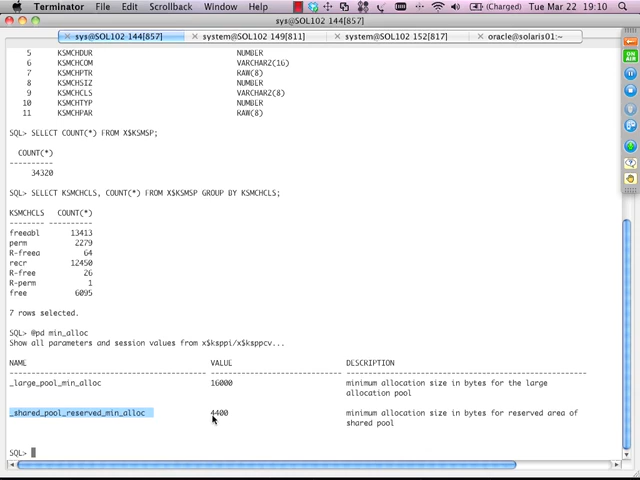 Terminator File Edit Scrollback Window Help (Charged) Tue Mar 22 19:10
sys@SOL102 144[857]
sys@SOL102 144[857] system@SOL102 149[811] system@SOL102 152[817] oracle@solaris01:~
5 KSMCHDUR NUMBER
6 KSMCHCOM VARCHAR2(16)
7 KSMCHPTR RAW(8)
8 KSMCHSIZ NUMBER
9 KSMCHCLS VARCHAR2(8)
10 KSMCHTYP NUMBER
11 KSMCHPAR RAW(8)
SQL> SELECT COUNT(*) FROM X$KSMSP;
COUNT(*)
----------
34320
SQL> SELECT KSMCHCLS, COUNT(*) FROM X$KSMSP GROUP BY KSMCHCLS;
KSMCHCLS COUNT(*)
-------- ----------
freeabl 13413
perm 2279
R-freea 64
recr 12450
R-free 26
R-perm 1
free 6095
7 rows selected.
SQL> @pd min_alloc
Show all parameters and session values from x$ksppi/x$ksppcv...
NAME VALUE DESCRIPTION
_large_pool_min_alloc 16000 minimum allocation size in bytes for the large
allocation pool
_shared_pool_reserved_min_alloc 4400 minimum allocation size in bytes for reserved area of
shared pool
SQL>
ON AIR